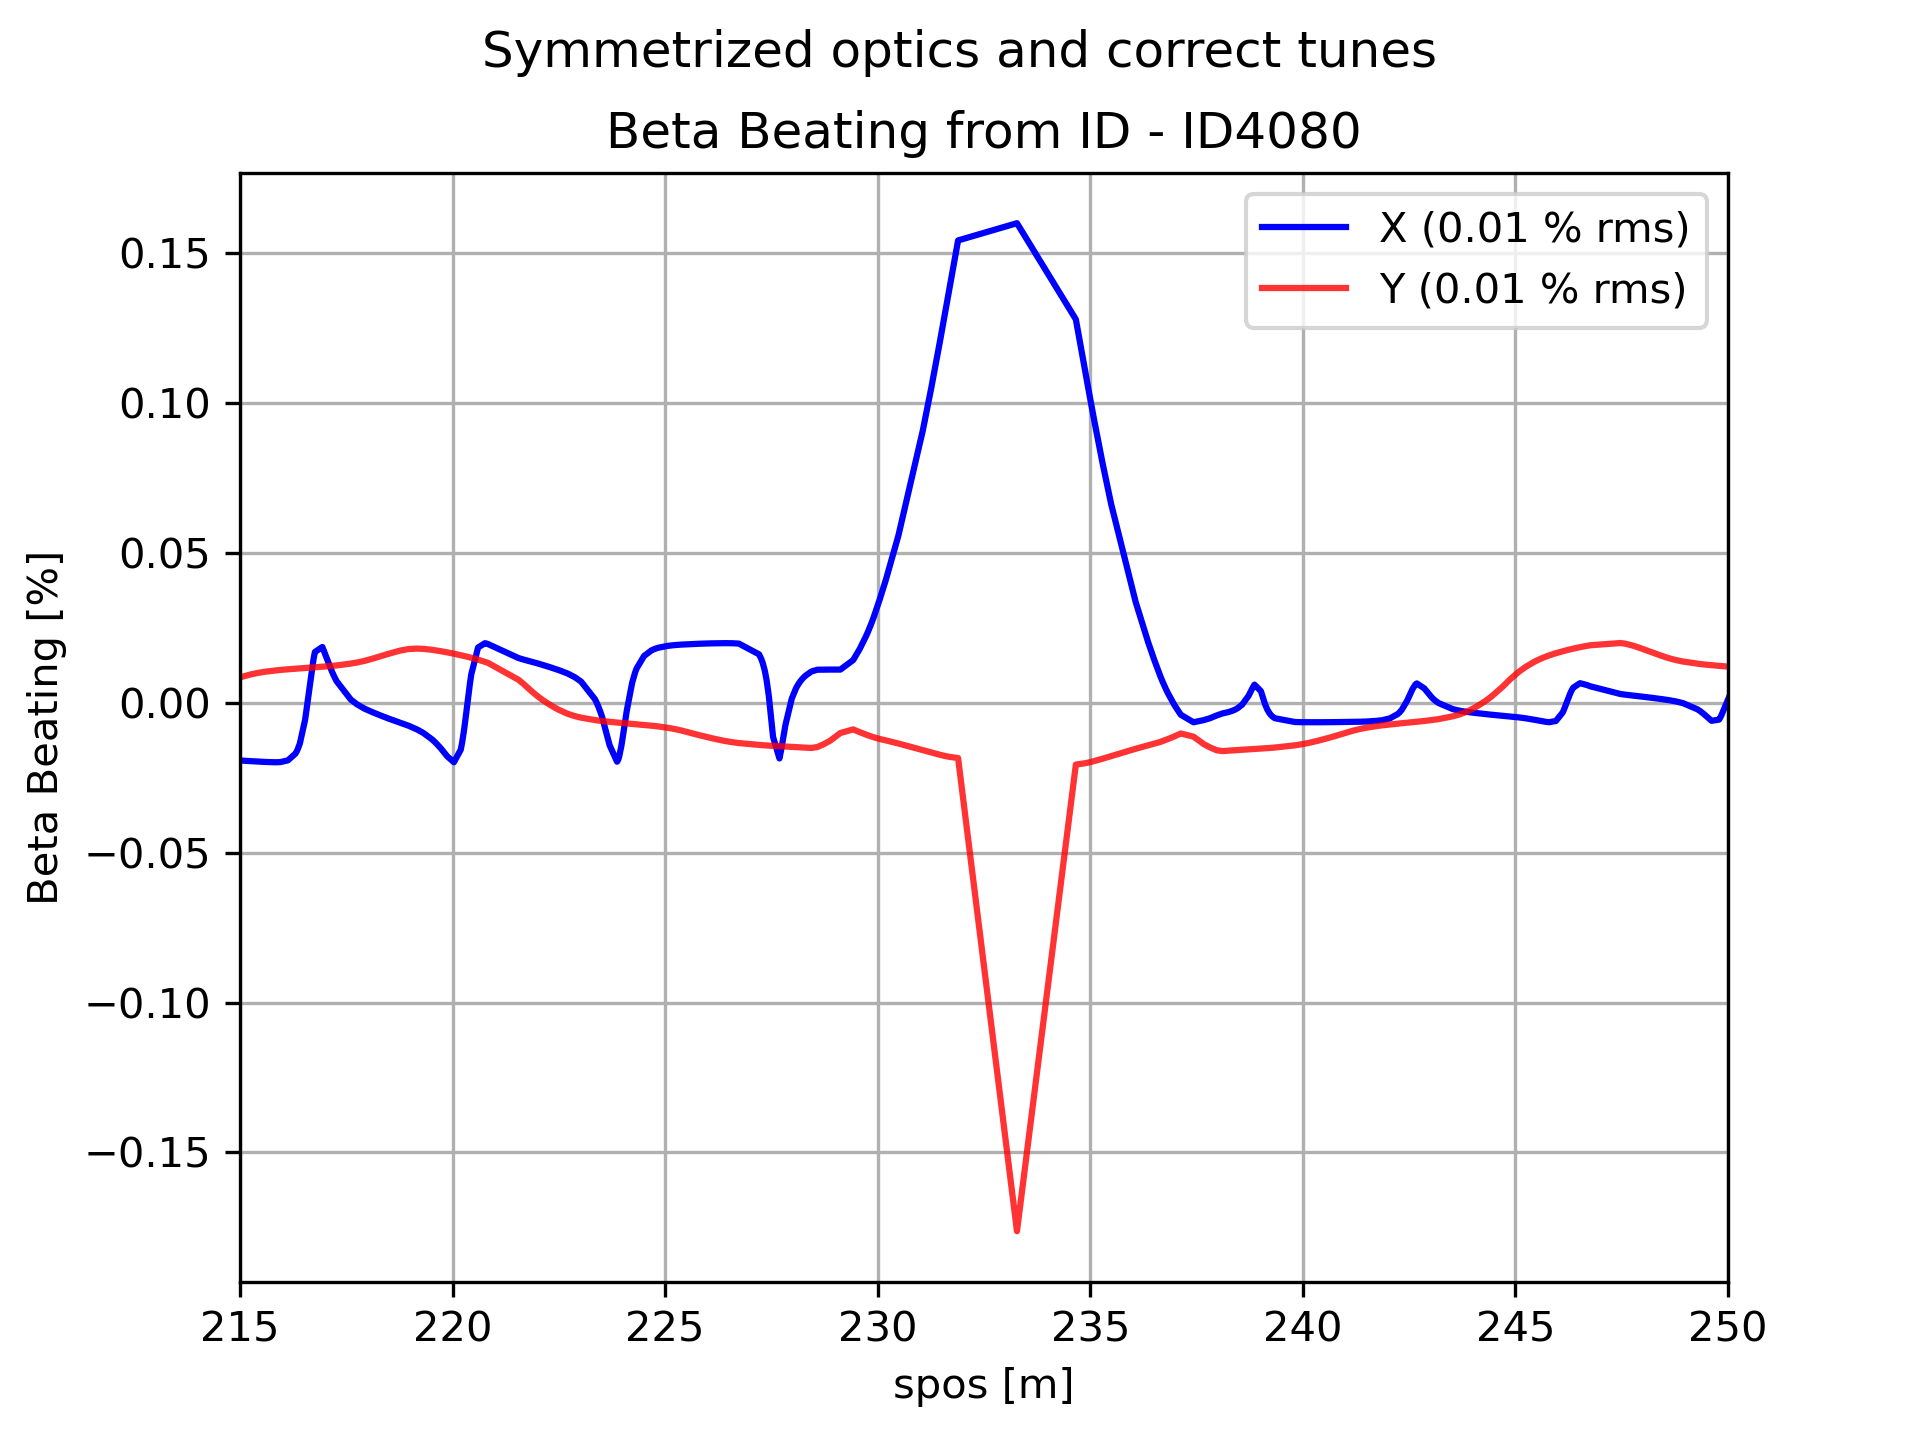 Symmetrized optics and correct tunes
Beta Beating from ID - ID4080
X (0.01 % rms)
Y (0.01 % rms)
Beta Beating [%]
0.15
0.10
0.05
0.00
−0.05
−0.10
−0.15
215 220 225 230 235 240 245 250
spos [m]